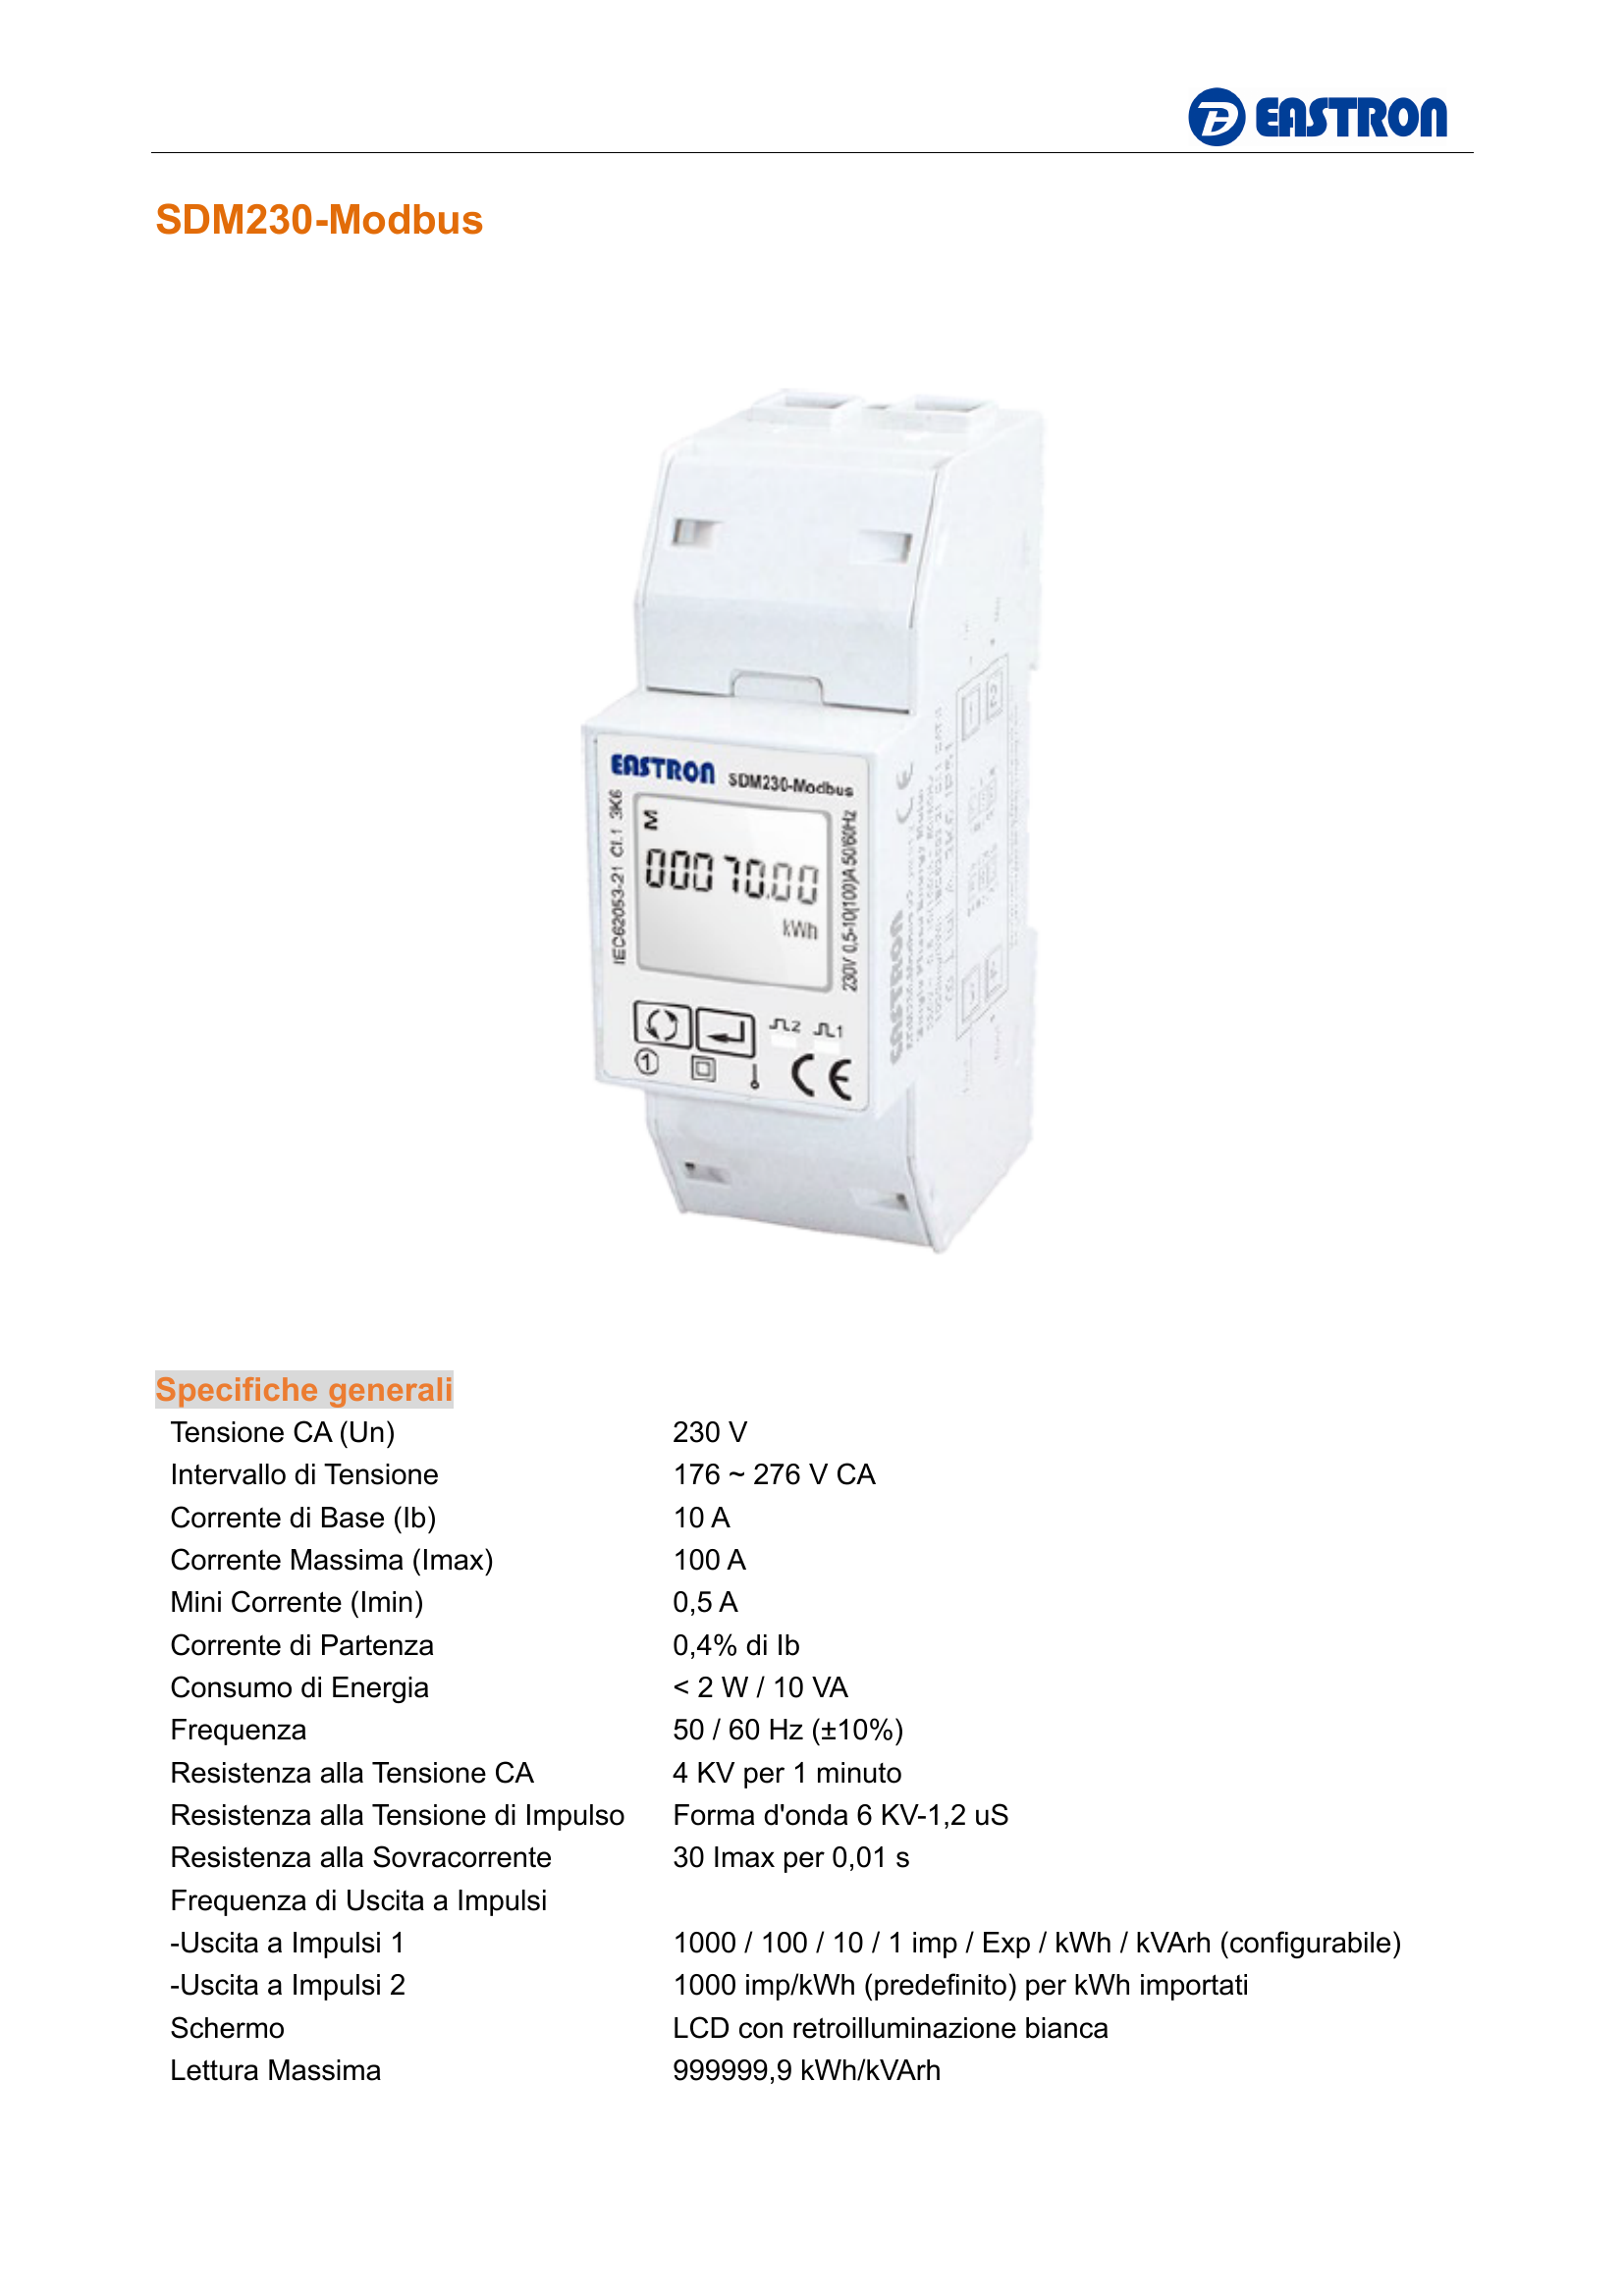 EASTRON
SDM230-Modbus
EASTRON SDM230-Modbus
IEC62053-21 Cl.1 3K6
M
00070.00
kWh
230V 0,5-10(100)A 50/60Hz
2 1
1 CE
EASTRON
Specifiche generali
Tensione CA (Un) 230 V
Intervallo di Tensione 176 ~ 276 V CA
Corrente di Base (Ib) 10 A
Corrente Massima (Imax) 100 A
Mini Corrente (Imin) 0,5 A
Corrente di Partenza 0,4% di Ib
Consumo di Energia < 2 W / 10 VA
Frequenza 50 / 60 Hz (±10%)
Resistenza alla Tensione CA 4 KV per 1 minuto
Resistenza alla Tensione di Impulso Forma d'onda 6 KV-1,2 uS
Resistenza alla Sovracorrente 30 Imax per 0,01 s
Frequenza di Uscita a Impulsi
-Uscita a Impulsi 1 1000 / 100 / 10 / 1 imp / Exp / kWh / kVArh (configurabile)
-Uscita a Impulsi 2 1000 imp/kWh (predefinito) per kWh importati
Schermo LCD con retroilluminazione bianca
Lettura Massima 999999,9 kWh/kVArh